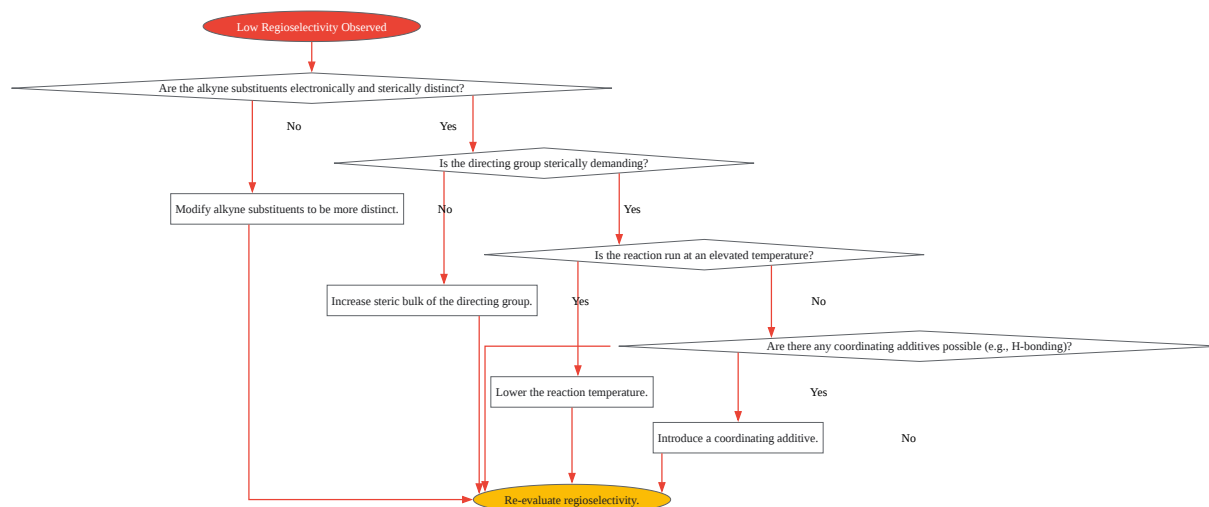 Low Regioselectivity Observed
Are the alkyne substituents electronically and sterically distinct?
No
Yes
Is the directing group sterically demanding?
Modify alkyne substituents to be more distinct.
No
Yes
Is the reaction run at an elevated temperature?
Increase steric bulk of the directing group.
Yes
No
Are there any coordinating additives possible (e.g., H-bonding)?
Lower the reaction temperature.
Yes
Introduce a coordinating additive.
No
Re-evaluate regioselectivity.